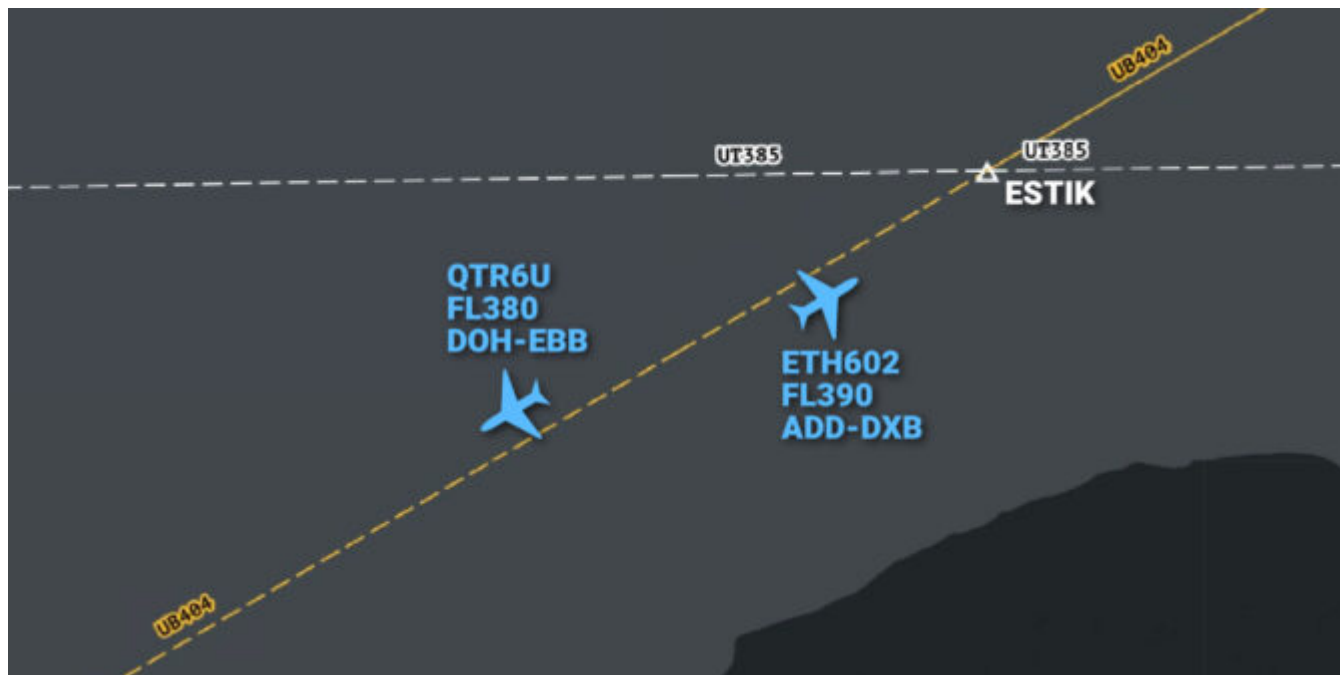 UB404
UT385
UT385
ESTIK
QTR6U
FL380
DOH-EBB
ETH602
FL390
ADD-DXB
UB404